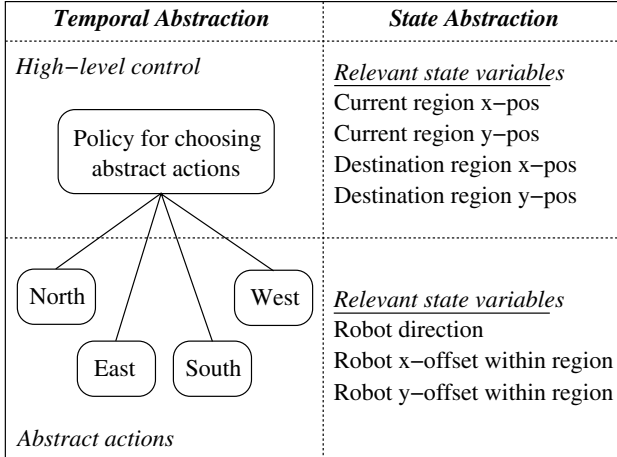 Temporal Abstraction
State Abstraction
High−level control
Policy for choosing
abstract actions
Relevant state variables
Current region x−pos
Current region y−pos
Destination region x−pos
Destination region y−pos
North
West
East
South
Abstract actions
Relevant state variables
Robot direction
Robot x−offset within region
Robot y−offset within region